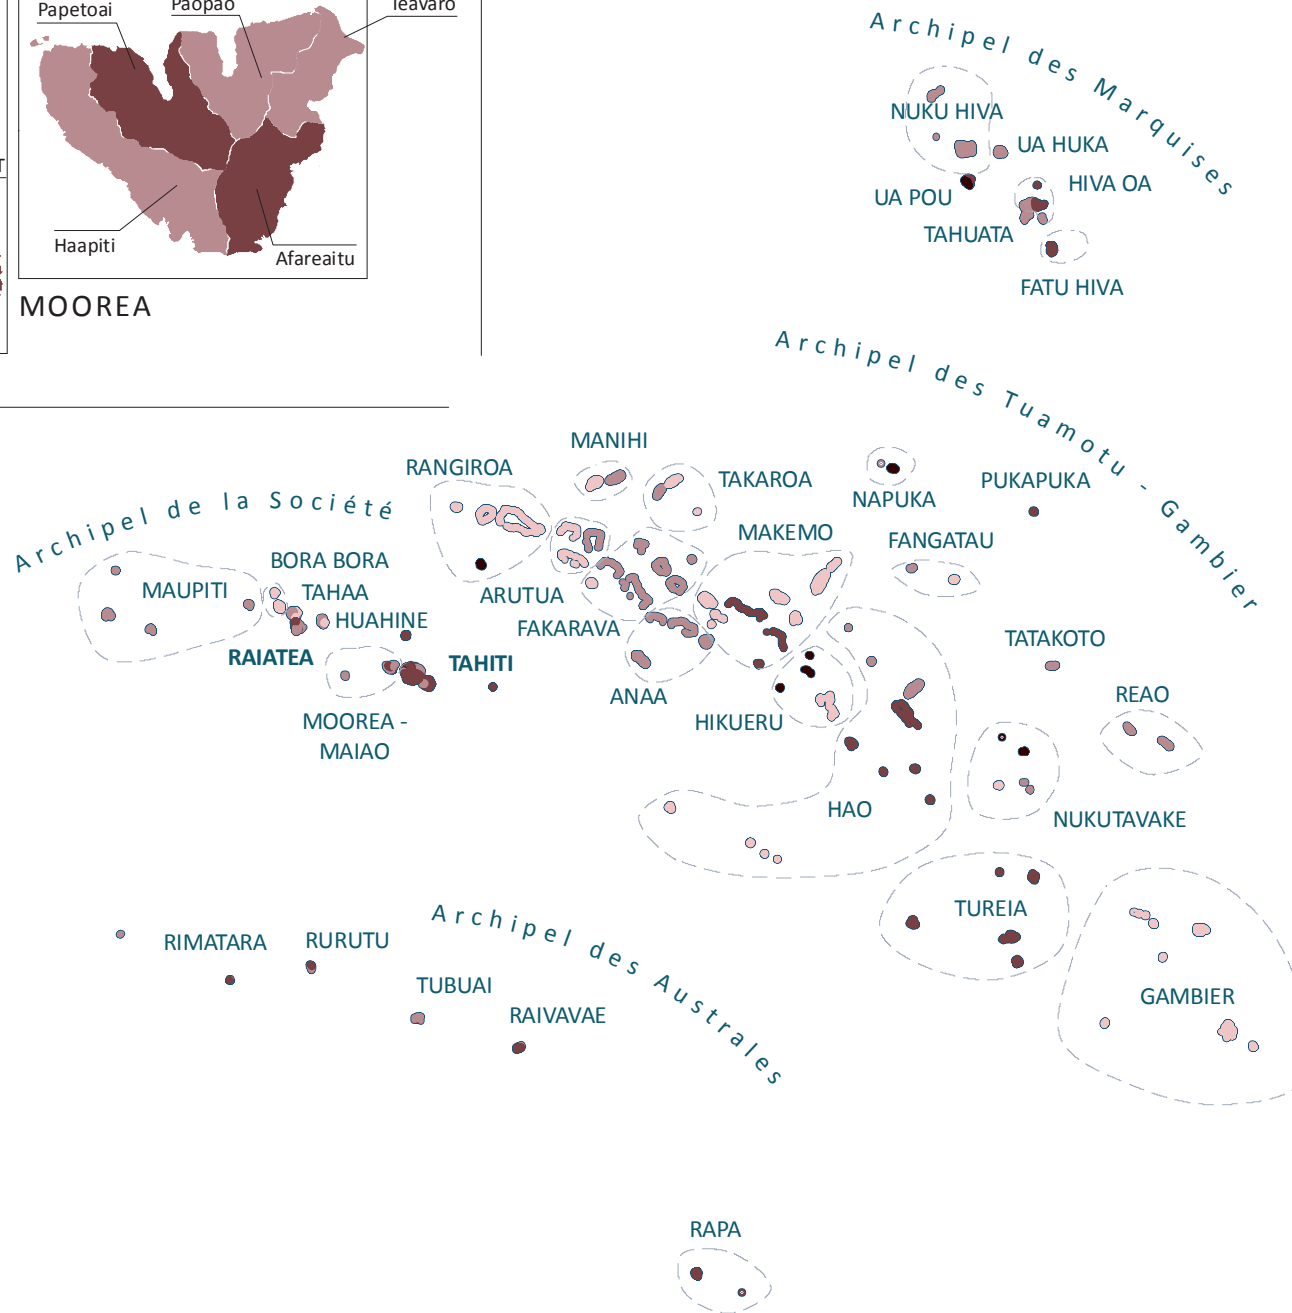 Papetoai
Paopao
Teavaro
Haapiti
Afareaitu
MOOREA
Archipel des Marquises
NUKU HIVA
UA HUKA
UA POU
HIVA OA
TAHUATA
FATU HIVA
Archipel des Tuamotu - Gambier
MANIHI
RANGIROA
TAKAROA
NAPUKA
PUKAPUKA
Archipel de la Société
MAKEMO
FANGATAU
BORA BORA
MAUPITI
TAHAA
ARUTUA
HUAHINE
FAKARAVA
TATAKOTO
RAIATEA
TAHITI
ANAA
REAO
MOOREA -
MAIAO
HIKUERU
HAO
NUKUTAVAKE
TUREIA
Archipel des Australes
RIMATARA
RURUTU
TUBUAI
RAIVAVAE
GAMBIER
RAPA